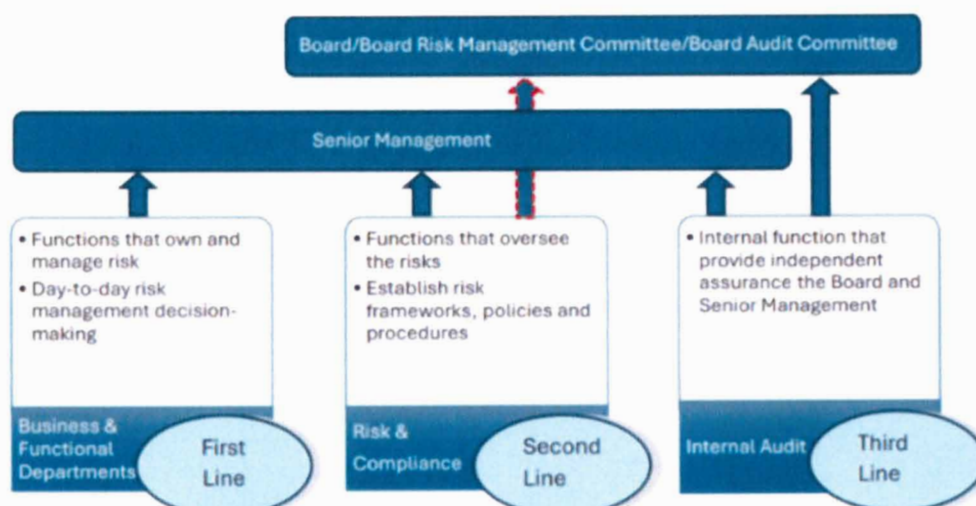 Board/Board Risk Management Committee/Board Audit Committee
Senior Management
• Functions that own and
manage risk
• Day-to-day risk
management decision-
making
Business &
Functional
Departments
First
Line
• Functions that oversee
the risks
• Establish risk
frameworks, policies and
procedures
Risk &
Compliance
Second
Line
• Internal function that
provide independent
assurance the Board and
Senior Management
Internal Audit
Third
Line